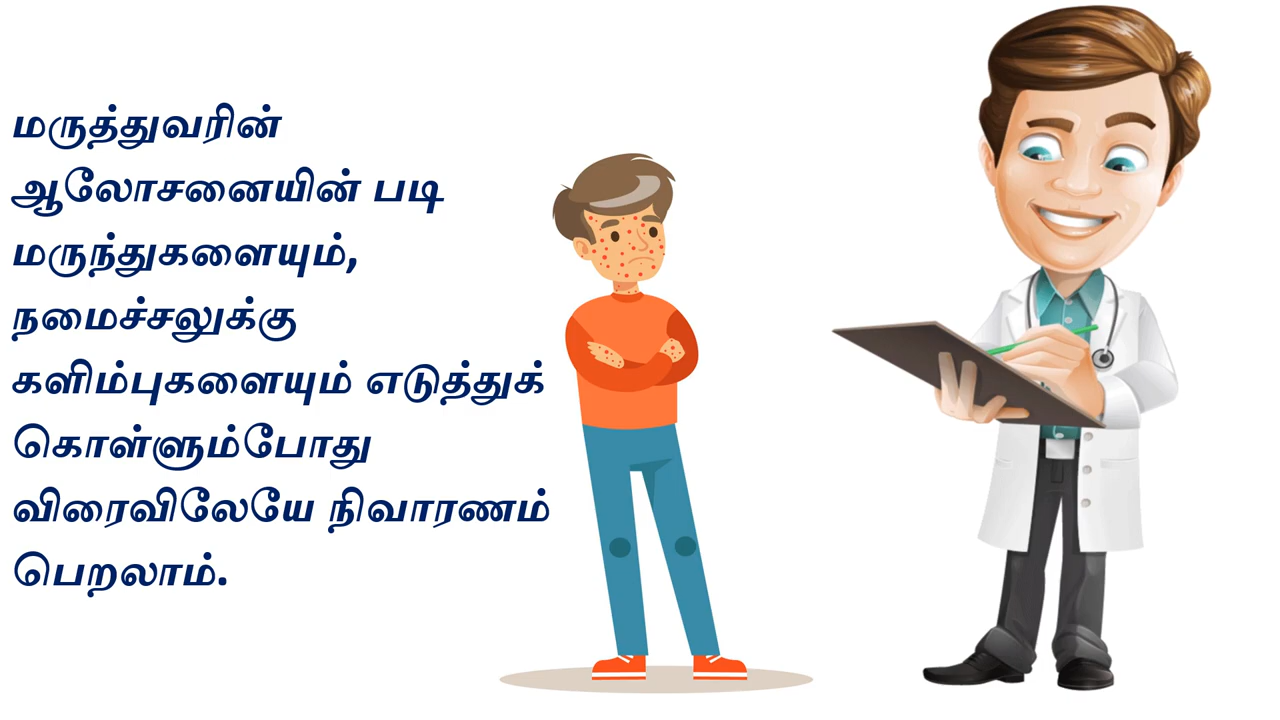 மருத்துவரின்
ஆலோசனையின் படி
மருந்துகளையும்,
நமைச்சலுக்கு
களிம்புகளையும் எடுத்துக்
கொள்ளும்போது
விரைவிலேயே நிவாரணம்
பெறலாம்.